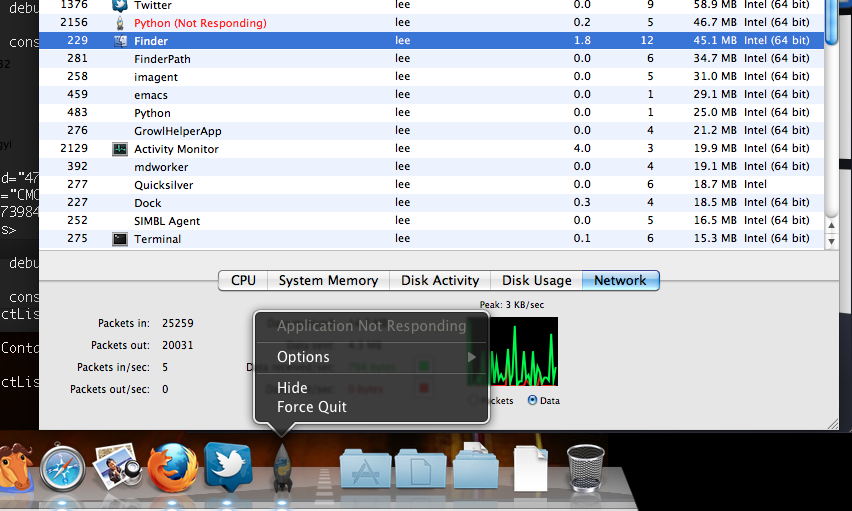 debu
1376 Twitter lee 0.0 9 58.9 MB Intel (64 bit)
2156 Python (Not Responding) lee 0.2 5 46.7 MB Intel (64 bit)
cons
229 Finder lee 1.8 12 45.1 MB Intel (64 bit)
32
281 FinderPath lee 0.0 6 34.7 MB Intel (64 bit)
258 imagent lee 0.0 5 31.0 MB Intel (64 bit)
459 emacs lee 0.0 1 29.1 MB Intel (64 bit)
483 Python lee 0.0 1 25.0 MB Intel (64 bit)
276 GrowlHelperApp lee 0.0 4 21.2 MB Intel (64 bit)
gyi
2129 Activity Monitor lee 4.0 3 19.9 MB Intel (64 bit)
392 mdworker lee 0.0 4 19.1 MB Intel (64 bit)
d="47
277 Quicksilver lee 0.0 6 18.7 MB Intel
="CMC
227 Dock lee 0.3 4 18.5 MB Intel (64 bit)
73984
252 SIMBL Agent lee 0.0 5 16.5 MB Intel (64 bit)
s>
275 Terminal lee 0.1 6 15.3 MB Intel (64 bit)
debu
CPU System Memory Disk Activity Disk Usage Network
cons
Peak: 3 KB/sec
ctLis
Packets in: 25259
Application Not Responding
Packets out: 20031
Conta
Options
Packets in/sec: 5
ctLis
Hide
Packets out/sec: 0
Force Quit
ckets Data